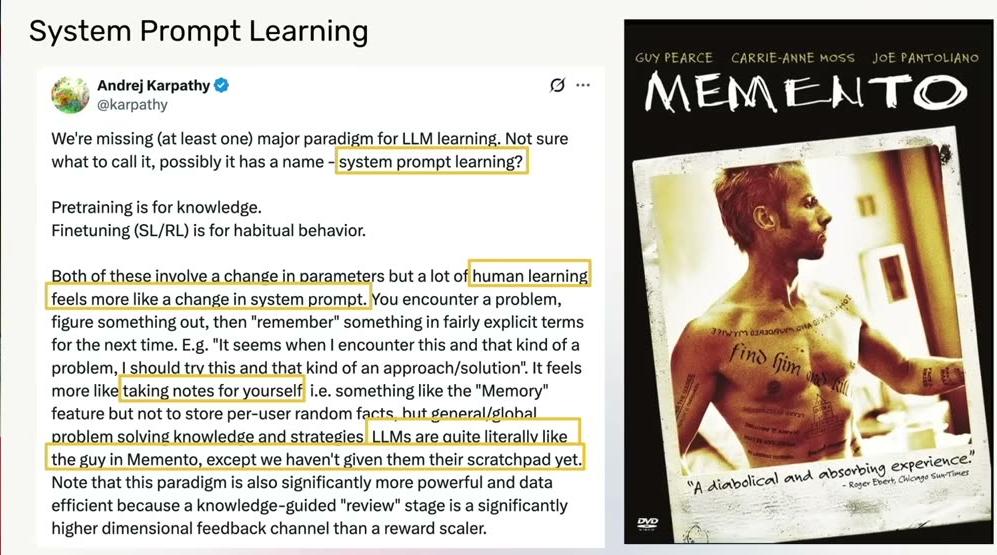 System Prompt Learning
Andrej Karpathy
@karpathy
We're missing (at least one) major paradigm for LLM learning. Not sure
what to call it, possibly it has a name - system prompt learning?
Pretraining is for knowledge.
Finetuning (SL/RL) is for habitual behavior.
Both of these involve a change in parameters but a lot of human learning
feels more like a change in system prompt. You encounter a problem,
figure something out, then "remember" something in fairly explicit terms
for the next time. E.g. "It seems when I encounter this and that kind of a
problem, I should try this and that kind of an approach/solution". It feels
more like taking notes for yourself, i.e. something like the "Memory"
feature but not to store per-user random facts, but general/global
problem solving knowledge and strategies. LLMs are quite literally like
the guy in Memento, except we haven't given them their scratchpad yet.
Note that this paradigm is also significantly more powerful and data
efficient because a knowledge-guided "review" stage is a significantly
higher dimensional feedback channel than a reward scaler.
GUY PEARCE CARRIE-ANNE MOSS JOE PANTOLIANO
MEMENTO
find him and kill
"A diabolical and absorbing experience."
- Roger Ebert, Chicago Sun-Times
DVD